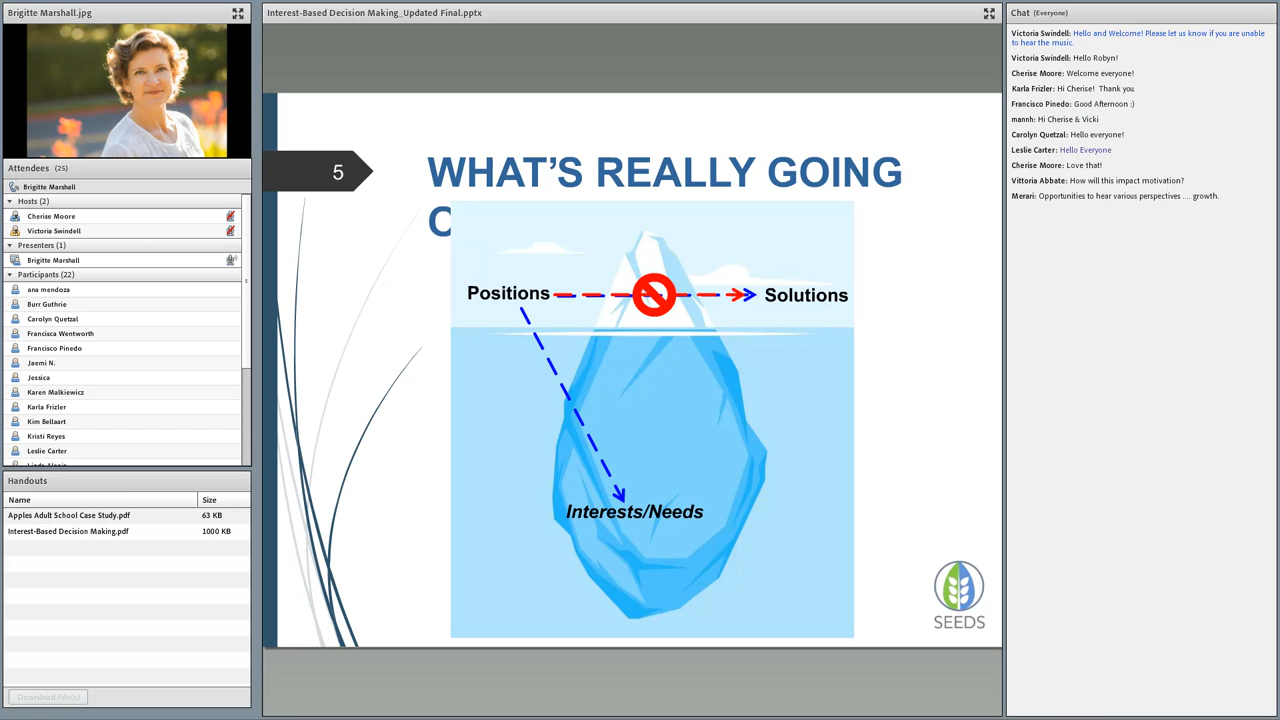 Brigitte Marshall.jpg
Attendees (25)
Brigitte Marshall
Hosts (2)
Cherise Moore
Victoria Swindell
Presenters (1)
Brigitte Marshall
Participants (22)
ana mendoza
Burr Guthrie
Carolyn Quetzal
Francisca Wentworth
Francisco Pinedo
Jaemi N.
Jessica
Karen Malkiewicz
Karla Frizler
Kim Bellaart
Kristi Reyes
Leslie Carter
Handouts
Name Size
Apples Adult School Case Study.pdf 63 KB
Interest-Based Decision Making.pdf 1000 KB
Download File(s)
Interest-Based Decision Making_Updated Final.pptx
5
WHAT'S REALLY GOING
Positions
Solutions
Interests/Needs
SEEDS
Chat (Everyone)
Victoria Swindell: Hello and Welcome! Please let us know if you are unable
to hear the music.
Victoria Swindell: Hello Robyn!
Cherise Moore: Welcome everyone!
Karla Frizler: Hi Cherise! Thank you.
Francisco Pinedo: Good Afternoon :)
mannh: Hi Cherise & Vicki
Carolyn Quetzal: Hello everyone!
Leslie Carter: Hello Everyone
Cherise Moore: Love that!
Vittoria Abbate: How will this impact motivation?
Merari: Opportunities to hear various perspectives .... growth.